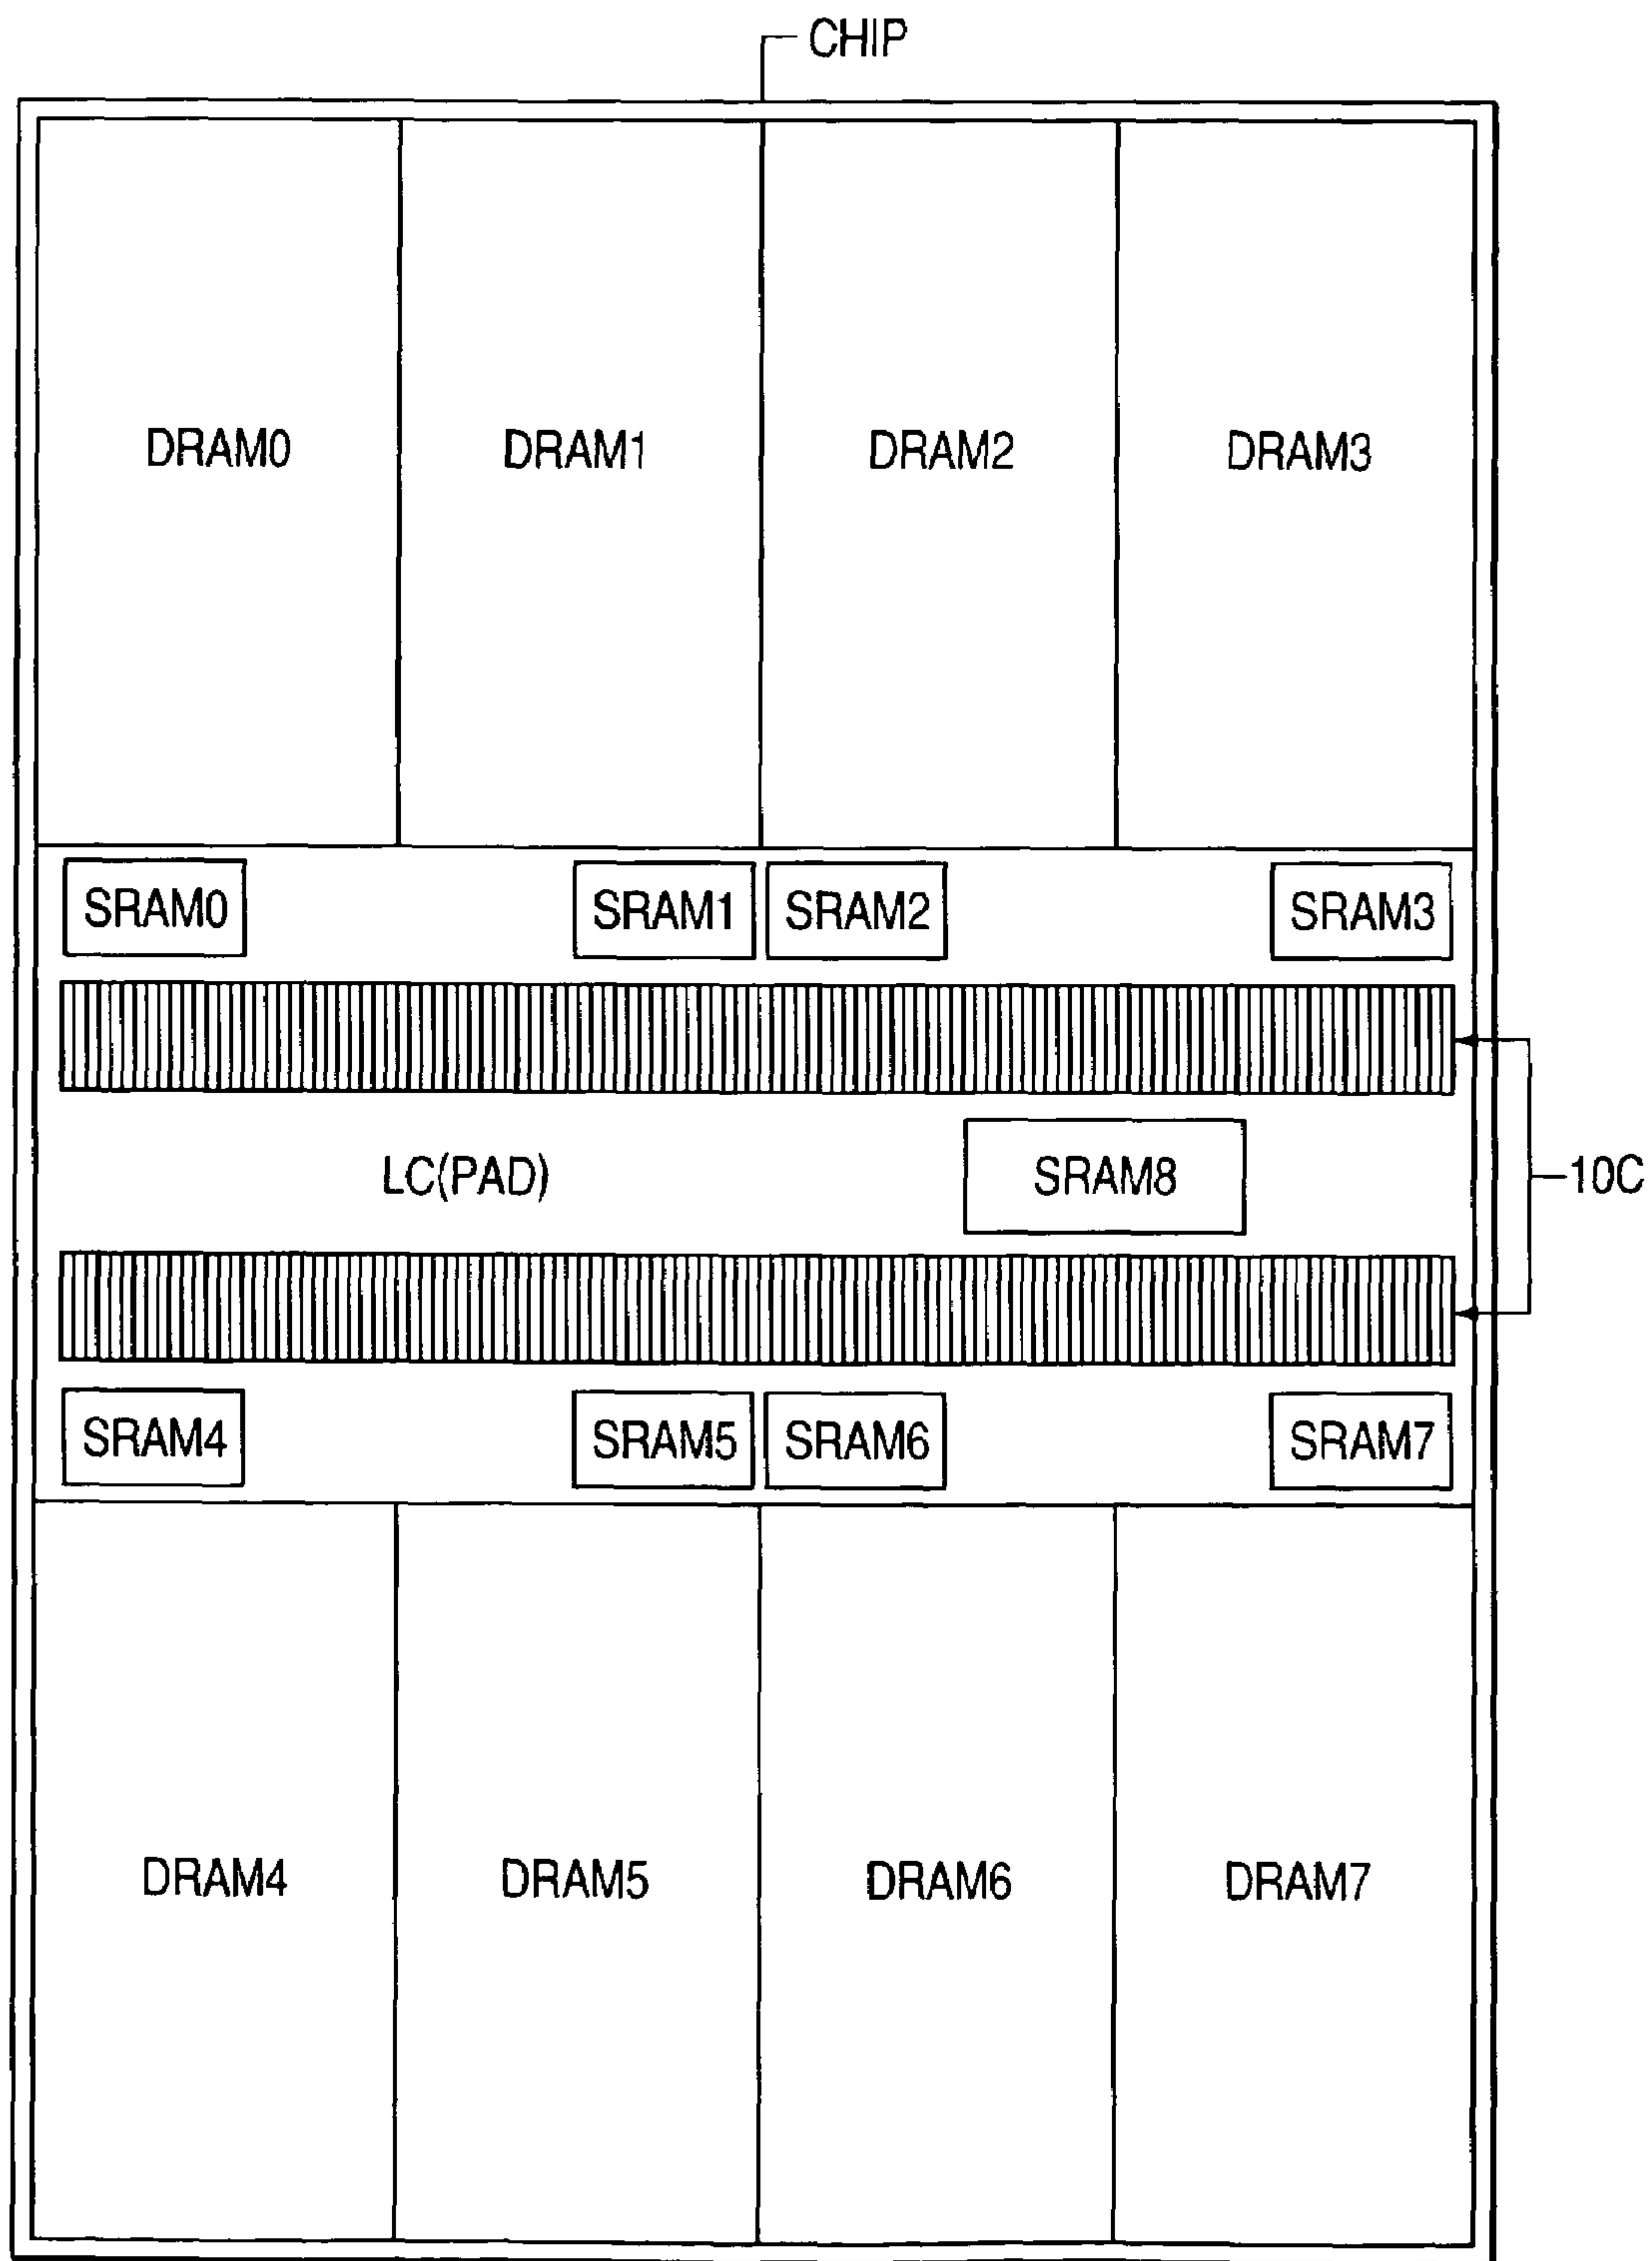 CHIP
DRAM0 DRAM1 DRAM2 DRAM3
SRAM0 SRAM1 SRAM2 SRAM3
LC(PAD) SRAM8 10C
SRAM4 SRAM5 SRAM6 SRAM7
DRAM4 DRAM5 DRAM6 DRAM7